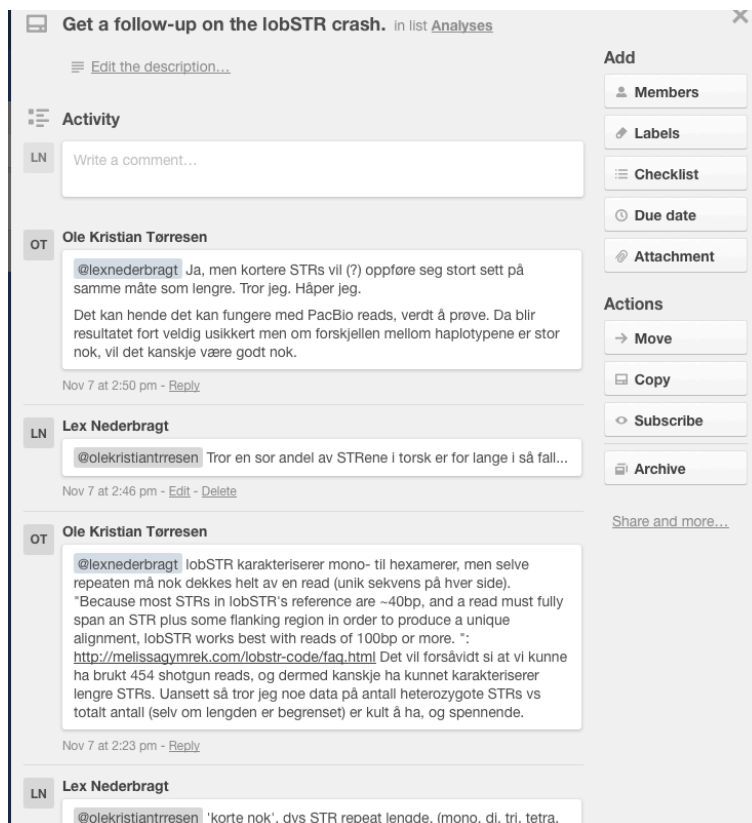 Get a follow-up on the lobSTR crash. in list Analyses
Edit the description…
Activity
LN
Write a comment…
OT
Ole Kristian Tørresen
@lexnederbragt Ja, men kortere STRs vil (?) oppføre seg stort sett på
samme måte som lengre. Tror jeg. Håper jeg.
Det kan hende det kan fungere med PacBio reads, verdt å prøve. Da blir
resultatet fort veldig usikkert men om forskjellen mellom haplotypene er stor
nok, vil det kanskje være godt nok.
Nov 7 at 2:50 pm - Reply
LN
Lex Nederbragt
@olekristiantrresen Tror en sor andel av STRene i torsk er for lange i så fall...
Nov 7 at 2:46 pm - Edit - Delete
OT
Ole Kristian Tørresen
@lexnederbragt lobSTR karakteriserer mono- til hexamerer, men selve
repeaten må nok dekkes helt av en read (unik sekvens på hver side).
"Because most STRs in lobSTR's reference are ~40bp, and a read must fully
span an STR plus some flanking region in order to produce a unique
alignment, lobSTR works best with reads of 100bp or more. ":
http://melissagymrek.com/lobstr-code/faq.html Det vil forsåvidt si at vi kunne
ha brukt 454 shotgun reads, og dermed kanskje ha kunnet karakteriserer
lengre STRs. Uansett så tror jeg noe data på antall heterozygote STRs vs
totalt antall (selv om lengden er begrenset) er kult å ha, og spennende.
Nov 7 at 2:23 pm - Reply
LN
Lex Nederbragt
@olekristiantrresen 'korte nok', dvs STR repeat lengde, (mono, di, tri, tetra,
Add
Members
Labels
Checklist
Due date
Attachment
Actions
Move
Copy
Subscribe
Archive
Share and more…